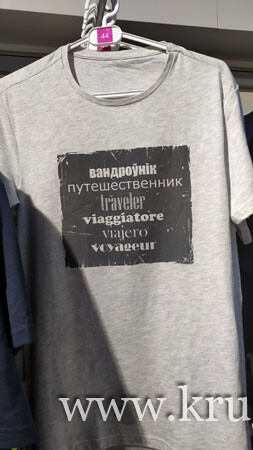 44
вандроўнік
путешественник
traveler
viaggiatore
viajero
voyageur
www.kru